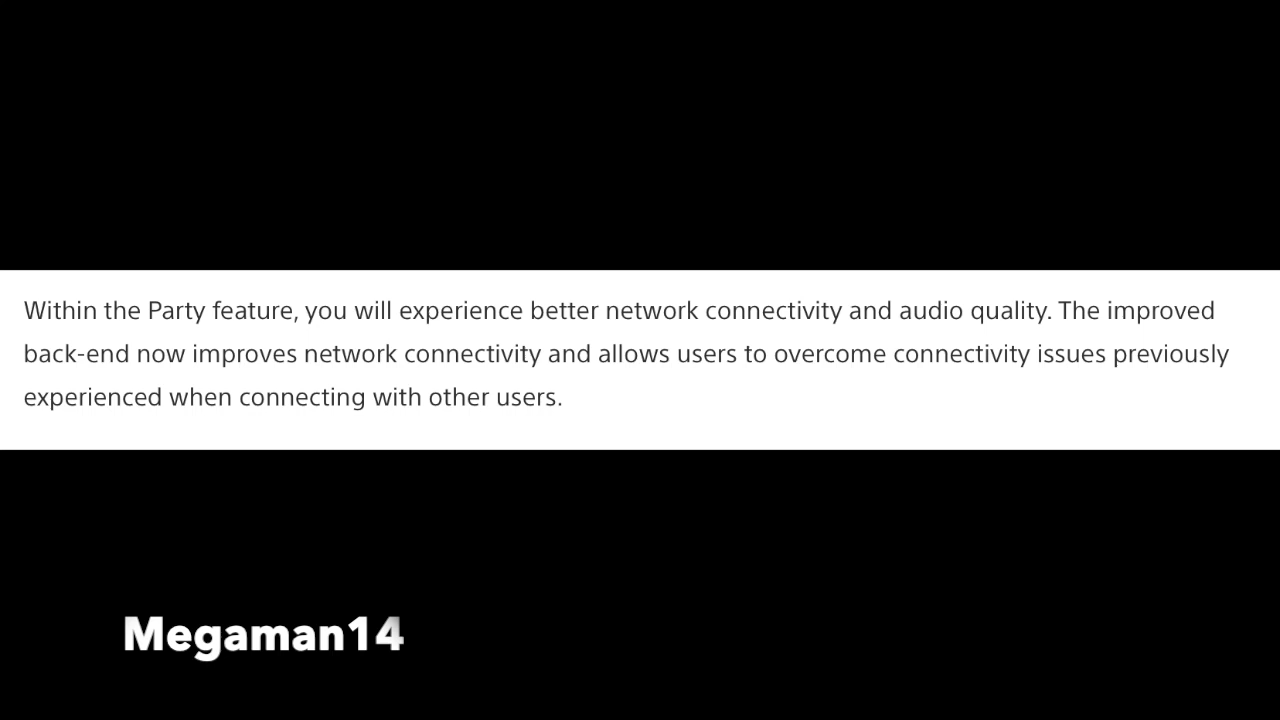 Within the Party feature, you will experience better network connectivity and audio quality. The improved
back-end now improves network connectivity and allows users to overcome connectivity issues previously
experienced when connecting with other users.
Megaman14